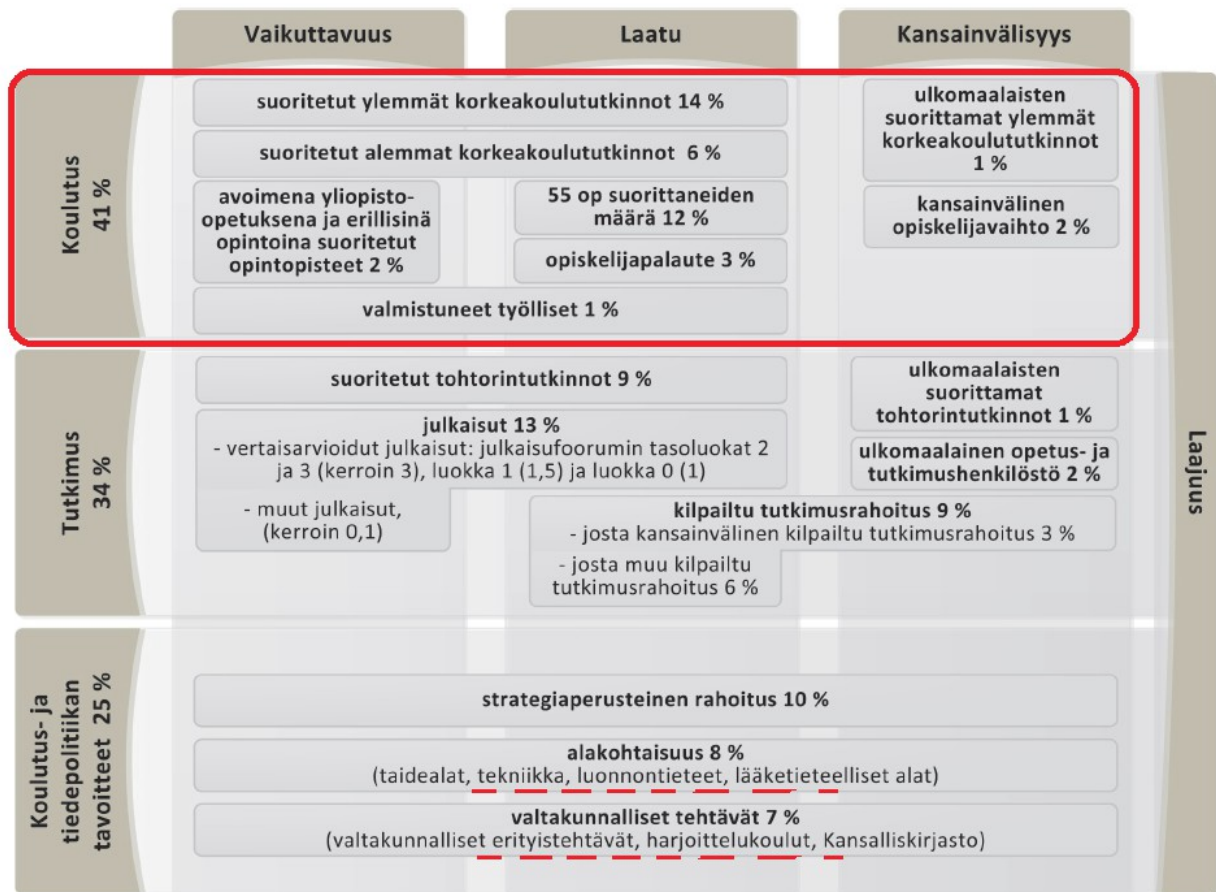 Vaikuttavuus
Laatu
Kansainvälisyys
Koulutus
41 %
suoritetut ylemmät korkeakoulututkinnot 14 %
suoritetut alemmat korkeakoulututkinnot 6 %
avoimena yliopisto-
opetuksena ja erillisinä
opintoina suoritetut
opintopisteet 2 %
55 op suorittaneiden
määrä 12 %
opiskelijapalaute 3 %
valmistuneet työlliset 1 %
ulkomaalaisten
suorittamat ylemmät
korkeakoulututkinnot
1 %
kansainvälinen
opiskelijavaihto 2 %
Tutkimus
34 %
suoritetut tohtorintutkinnot 9 %
julkaisut 13 %
- vertaisarvioidut julkaisut: julkaisufoorumin tasoluokat 2
ja 3 (kerroin 3), luokka 1 (1,5) ja luokka 0 (1)
- muut julkaisut,
(kerroin 0,1)
ulkomaalaisten
suorittamat
tohtorintutkinnot 1 %
ulkomaalainen opetus- ja
tutkimushenkilöstö 2 %
kilpailtu tutkimusrahoitus 9 %
- josta kansainvälinen kilpailtu tutkimusrahoitus 3 %
- josta muu kilpailtu
tutkimusrahoitus 6 %
Laajuus
Koulutus- ja
tiedepolitiikan
tavoitteet 25 %
strategiaperusteinen rahoitus 10 %
alakohtaisuus 8 %
(taidealat, tekniikka, luonnontieteet, lääketieteelliset alat)
valtakunnalliset tehtävät 7 %
(valtakunnalliset erityistehtävät, harjoittelukoulut, Kansalliskirjasto)